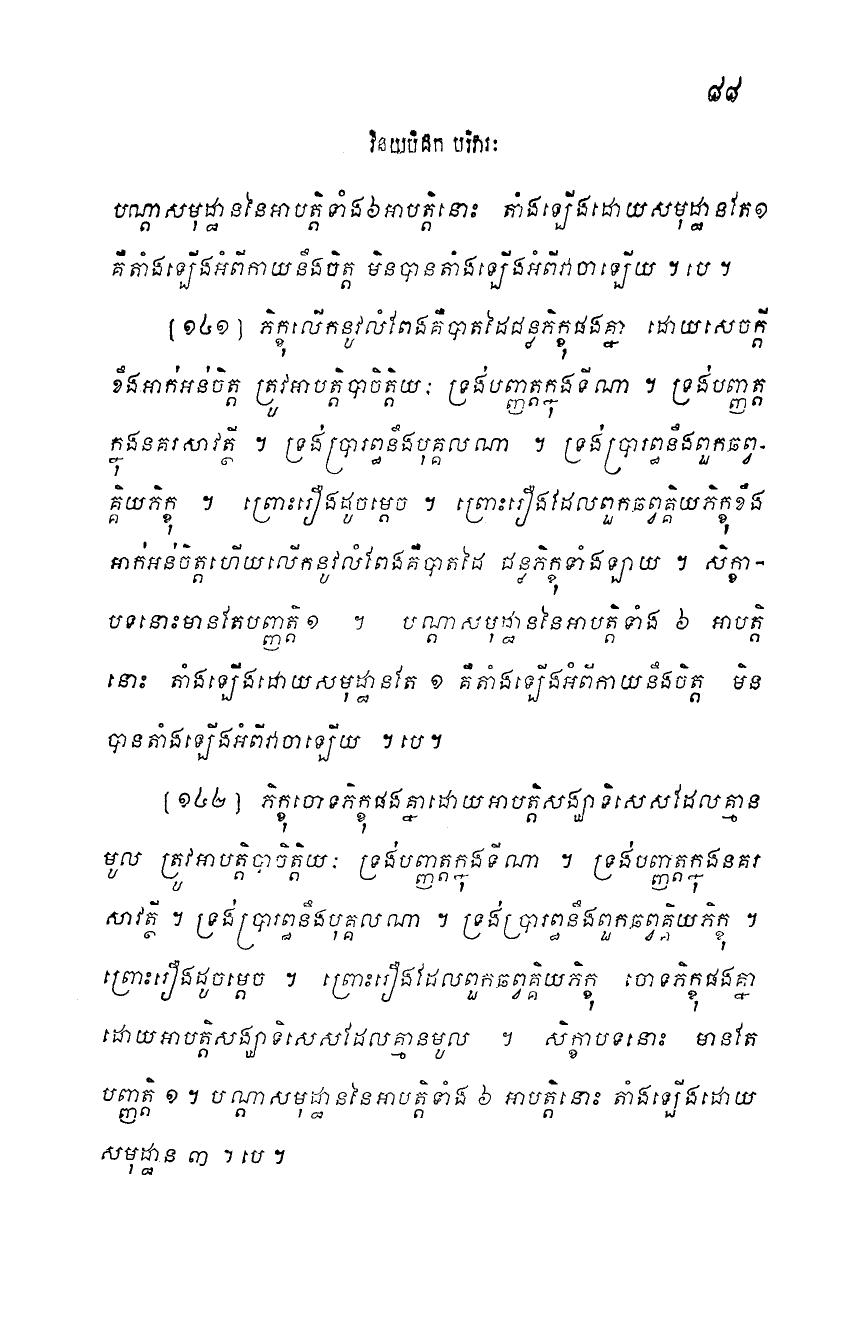 ៨៨
វិនយបិដក បរិវារៈ
បណ្តាសមុដ្ឋាននៃអាបត្តិទាំង៦អាបត្តិនោះ តាំងឡើងដោយសមុដ្ឋានតែ១
គឺតាំងឡើងអំពីកាយនឹងចិត្ត មិនបានតាំងឡើងអំពីវាចាឡើយ ។ បេ ។
(១៤១) ភិក្ខុលើកនូវលំពែងគឺបាតដៃជន្លភិក្ខុផងគ្នា ដោយសេចក្តី
ខឹងអាក់អន់ចិត្ត ត្រូវអាបត្តិបាចិត្តិយ: ទ្រង់បញ្ញត្តក្នុងទីណា ។ ទ្រង់បញ្ញត្ត
ក្នុងនគរសាវត្ថី ។ ទ្រង់ប្រារព្ធនឹងបុគ្គលណា ។ ទ្រង់ប្រារព្ធនឹងពួកឆព្វ-
គ្គិយភិក្ខុ ។ ព្រោះរឿងដូចម្តេច ។ ព្រោះរឿងដែលពួកឆព្វគ្គិយភិក្ខុខឹង
អាក់អន់ចិត្តហើយលើកនូវលំពែងគឺបាតដៃ ជន្លភិក្ខុទាំងឡាយ ។ សិក្ខា-
បទនោះមានតែបញ្ញត្តិ ១ ។ បណ្តាសមុដ្ឋាននៃអាបត្តិទាំង ៦ អាបត្តិ
នោះ តាំងឡើងដោយសមុដ្ឋានតែ ១ គឺតាំងឡើងអំពីកាយនឹងចិត្ត មិន
បានតាំងឡើងអំពីវាចាឡើយ ។ បេ ។
(១៤២) ភិក្ខុចោទភិក្ខុផងគ្នាដោយអាបត្តិសង្ឃាទិសេសដែលគ្មាន
មូល ត្រូវអាបត្តិបាចិត្តិយ: ទ្រង់បញ្ញត្តក្នុងទីណា ។ ទ្រង់បញ្ញត្តក្នុងនគរ
សាវត្ថី ។ ទ្រង់ប្រារព្ធនឹងបុគ្គលណា ។ ទ្រង់ប្រារព្ធនឹងពួកឆព្វគ្គិយភិក្ខុ ។
ព្រោះរឿងដូចម្តេច ។ ព្រោះរឿងដែលពួកឆព្វគ្គិយភិក្ខុ ចោទភិក្ខុផងគ្នា
ដោយអាបត្តិសង្ឃាទិសេសដែលគ្មានមូល ។ សិក្ខាបទនោះ មានតែ
បញ្ញត្តិ ១ ។ បណ្តាសមុដ្ឋាននៃអាបត្តិទាំង ៦ អាបត្តិនោះ តាំងឡើងដោយ
សមុដ្ឋាន ៣ ។ បេ ។